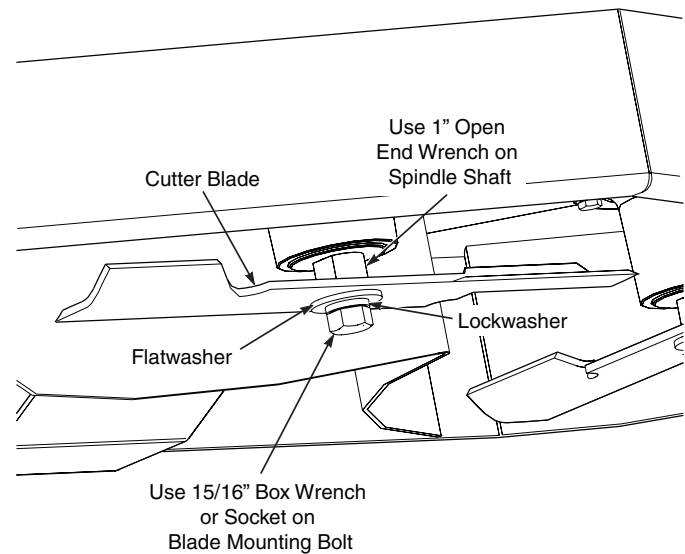 Use 1” Open
End Wrench on
Spindle Shaft
Cutter Blade
Lockwasher
Flatwasher
Use 15/16” Box Wrench
or Socket on
Blade Mounting Bolt